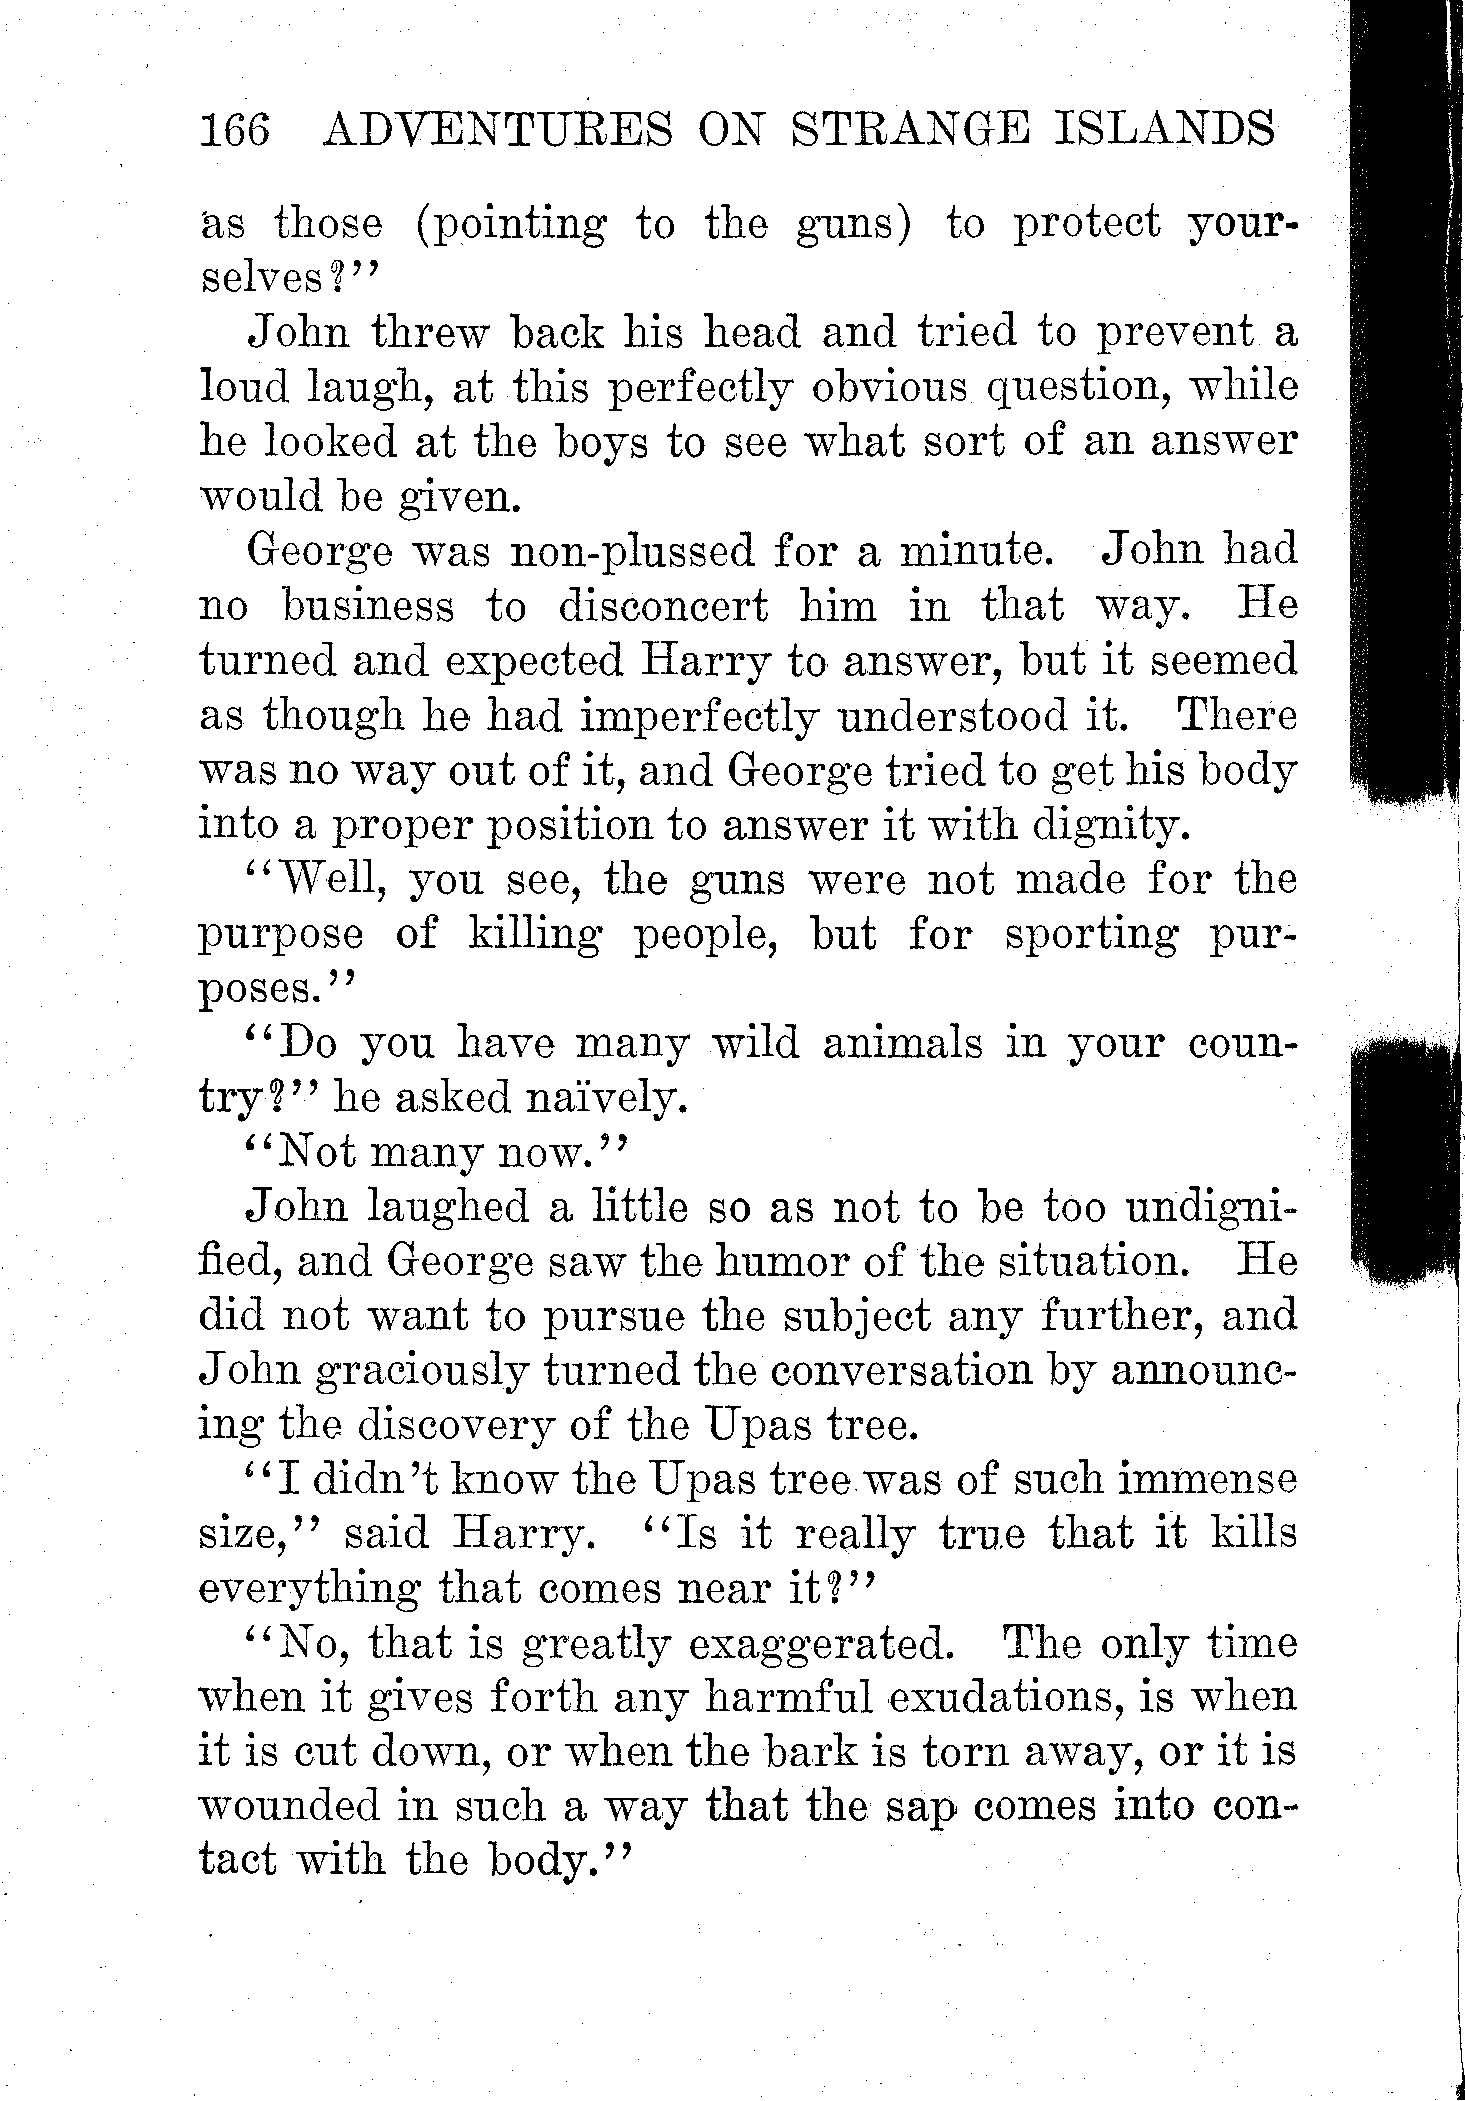 166 ADVENTURES ON STRANGE ISLANDS
as those (pointing to the guns) to protect your-
selves?"
John threw back his head and tried to prevent a
loud laugh, at this perfectly obvious question, while
he looked at the boys to see what sort of an answer
would be given.
George was non-plussed for a minute. John had
no business to disconcert him in that way. He
turned and expected Harry to answer, but it seemed
as though he had imperfectly understood it. There
was no way out of it, and George tried to get his body
into a proper position to answer it with dignity.
"Well, you see, the guns were not made for the
purpose of killing people, but for sporting pur-
poses."
"Do you have many wild animals in your coun-
try?" he asked naïvely.
"Not many now."
John laughed a little so as not to be too undigni-
fied, and George saw the humor of the situation. He
did not want to pursue the subject any further, and
John graciously turned the conversation by announc-
ing the discovery of the Upas tree.
"I didn't know the Upas tree was of such immense
size," said Harry. "Is it really true that it kills
everything that comes near it?"
"No, that is greatly exaggerated. The only time
when it gives forth any harmful exudations, is when
it is cut down, or when the bark is torn away, or it is
wounded in such a way that the sap comes into con-
tact with the body."